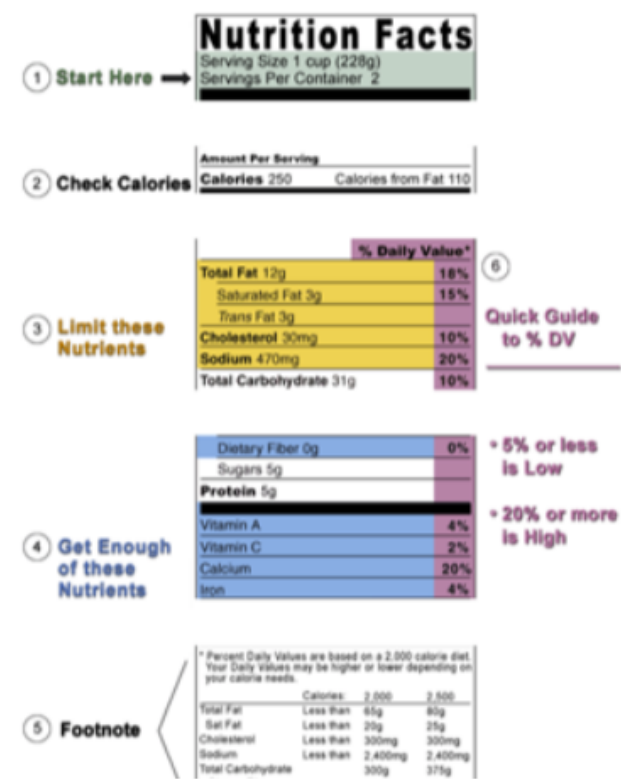 Nutrition Facts
Serving Size 1 cup (228g)
Servings Per Container 2
1 Start Here
Amount Per Serving
2 Check Calories
Calories 250 Calories from Fat 110
% Daily Value*
Total Fat 12g 18%
Saturated Fat 3g 15%
Trans Fat 3g
Cholesterol 30mg 10%
Sodium 470mg 20%
Total Carbohydrate 31g 10%
3 Limit these
Nutrients
6
Quick Guide
to % DV
Dietary Fiber 0g 0%
Sugars 5g
Protein 5g
Vitamin A 4%
Vitamin C 2%
Calcium 20%
Iron 4%
4 Get Enough
of these
Nutrients
• 5% or less
is Low
• 20% or more
is High
* Percent Daily Values are based on a 2,000 calorie diet.
Your Daily Values may be higher or lower depending on
your calorie needs.
Calories: 2,000 2,500
Total Fat Less than 65g 80g
Sat Fat Less than 20g 25g
Cholesterol Less than 300mg 300mg
Sodium Less than 2,400mg 2,400mg
Total Carbohydrate 300g 375g
5 Footnote